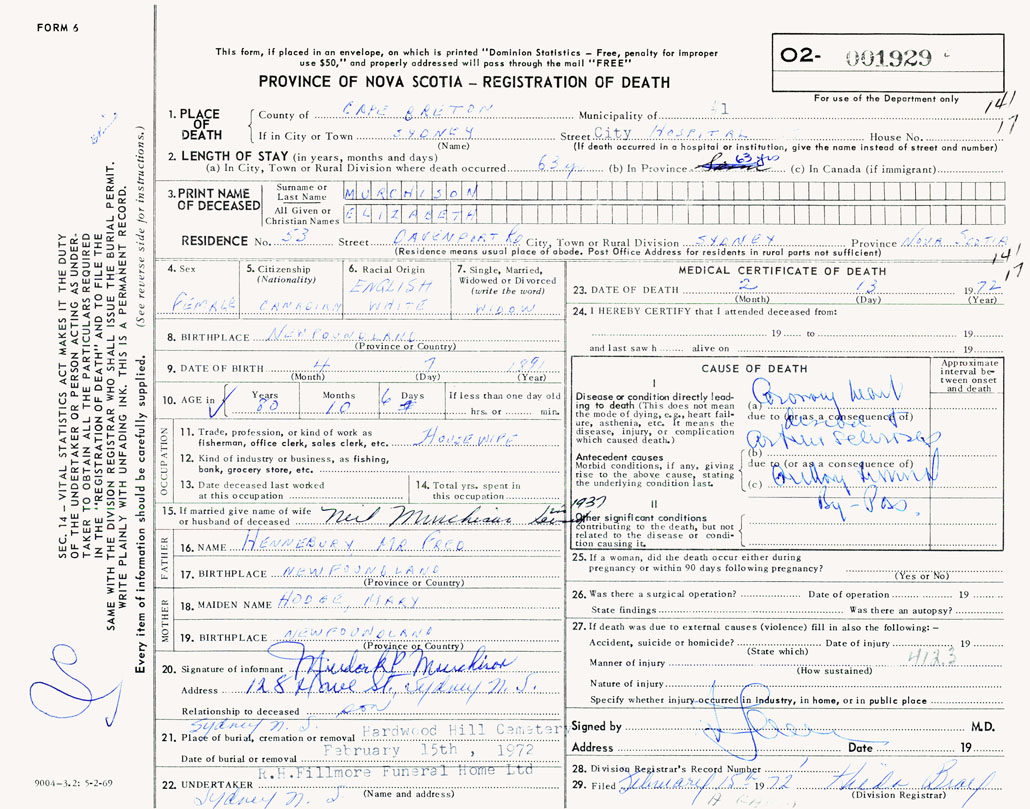 FORM 6
This form, if placed in an envelope, on which is printed "Dominion Statistics – Free, penalty for improper
use $50," and properly addressed will pass through the mail "FREE"
PROVINCE OF NOVA SCOTIA – REGISTRATION OF DEATH
O2- 001929
For use of the Department only
141
17
1. PLACE OF DEATH
County of CAPE BRETON Municipality of 41
If in City or Town SYDNEY Street City HOSPITAL House No.
(Name) (If death occurred in a hospital or institution, give the name instead of street and number)
2. LENGTH OF STAY (in years, months and days)
(a) In City, Town or Rural Division where death occurred 63 yr. (b) In Province 63 yrs (c) In Canada (if immigrant)
3. PRINT NAME OF DECEASED
Surname or Last Name MURCHISON
All Given or Christian Names ELIZABETH
RESIDENCE No. 53 Street DAVENPORT RD City, Town or Rural Division SYDNEY Province NOVA SCOTIA
(Residence means usual place of abode. Post Office Address for residents in rural parts not sufficient)
141
17
4. Sex
FEMALE
5. Citizenship
(Nationality)
CANADIAN
6. Racial Origin
ENGLISH
WHITE
7. Single, Married,
Widowed or Divorced
(write the word)
WIDOW
8. BIRTHPLACE NEWFOUNDLAND
(Province or Country)
9. DATE OF BIRTH 4 7 1891
(Month) (Day) (Year)
10. AGE in Years Months Days If less than one day old
80 10 6 hrs. or min.
OCCUPATION
11. Trade, profession, or kind of work as
fisherman, office clerk, sales clerk, etc. HOUSEWIFE
12. Kind of industry or business, as fishing,
bank, grocery store, etc.
13. Date deceased last worked
at this occupation
14. Total yrs. spent in
this occupation
15. If married give name of wife
or husband of deceased Neil Murchison 1937
FATHER
16. NAME HENNEBURY MR FRED
17. BIRTHPLACE NEWFOUNDLAND
(Province or Country)
MOTHER
18. MAIDEN NAME HODGE, MARY
19. BIRTHPLACE NEWFOUNDLAND
(Province or Country)
20. Signature of informant Murdock P Murchison
Address 128 Howe St, Sydney N.S.
Relationship to deceased son
Sydney N.S.
21. Place of burial, cremation or removal Hardwood Hill Cemetery
Date of burial or removal February 15th, 1972
22. UNDERTAKER R.H.Fillmore Funeral Home Ltd
(Name and address)
Sydney N. S.
MEDICAL CERTIFICATE OF DEATH
23. DATE OF DEATH 2 13 1972
(Month) (Day) (Year)
24. I HEREBY CERTIFY that I attended deceased from:
19 to 19
and last saw h alive on 19
CAUSE OF DEATH
Approximate interval between onset and death
I
Disease or condition directly leading
to death (This does not mean
the mode of dying, e.g., heart failure,
asthenia, etc. it means the
disease, injury, or complication
which caused death.)
(a) Coronary heart
disease
due to (or as a consequence of)
Antecedent causes
Morbid conditions, if any, giving
rise to the above cause, stating
the underlying condition last.
(b)
due to (or as a consequence of)
(c)
By-Pass
II
Other significant conditions
contributing to the death, but not
related to the disease or condition
causing it.
25. If a woman, did the death occur either during
pregnancy or within 90 days following pregnancy?
(Yes or No)
26. Was there a surgical operation? Date of operation 19
State findings Was there an autopsy?
27. If death was due to external causes (violence) fill in also the following: –
Accident, suicide or homicide? Date of injury 19
(State which)
412.3
Manner of injury
(How sustained)
Nature of injury
Specify whether injury occurred in industry, in home, or in public place
Signed by M.D.
Address Date 19
28. Division Registrar's Record Number
29. Filed February 15th 1972
(Division Registrar)
SEC. 14 – VITAL STATISTICS ACT MAKES IT THE DUTY
OF THE UNDERTAKER OR PERSON ACTING AS UNDER-
TAKER TO OBTAIN ALL THE PARTICULARS REQUIRED
IN THE "REGISTRATION OF DEATH" AND TO FILE THE
SAME WITH THE DIVISION REGISTRAR WHO SHALL ISSUE THE BURIAL PERMIT.
WRITE PLAINLY WITH UNFADING INK. THIS IS A PERMANENT RECORD.
Every item of information should be carefully supplied. (See reverse side for instructions.)
9004-3,2: 5-2-69